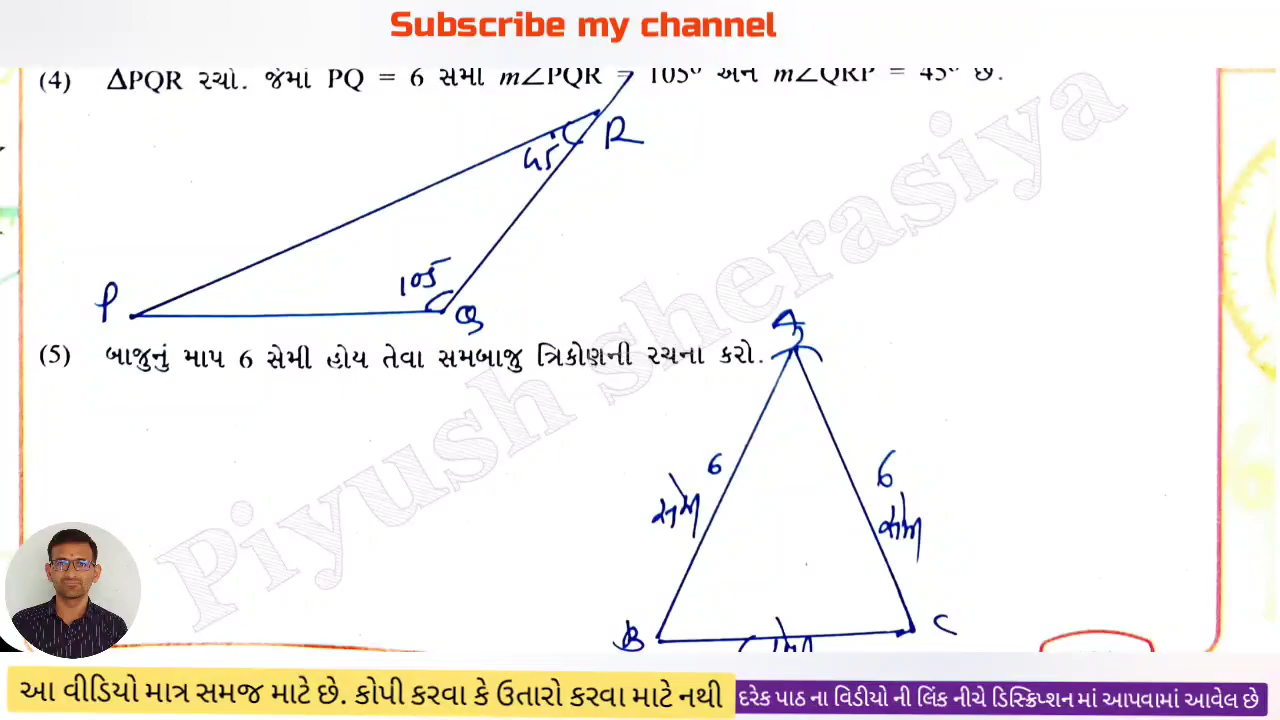 Subscribe my channel
(4) ΔPQR રચો. જેમાં PQ = 6 સેમી m∠PQR = 105° અને m∠QRP = 45° છે.
R
45°
105
P
Q
(5) બાજુનું માપ 6 સેમી હોય તેવા સમબાજુ ત્રિકોણની રચના કરો.
A
6
6
સેમી
સેમી
B
C
Piyush sherasiya
આ વીડિયો માત્ર સમજ માટે છે. કોપી કરવા કે ઉતારો કરવા માટે નથી
દરેક પાઠ ના વિડીયો ની લિંક નીચે ડિસ્ક્રિપ્શન માં આપવામાં આવેલ છે